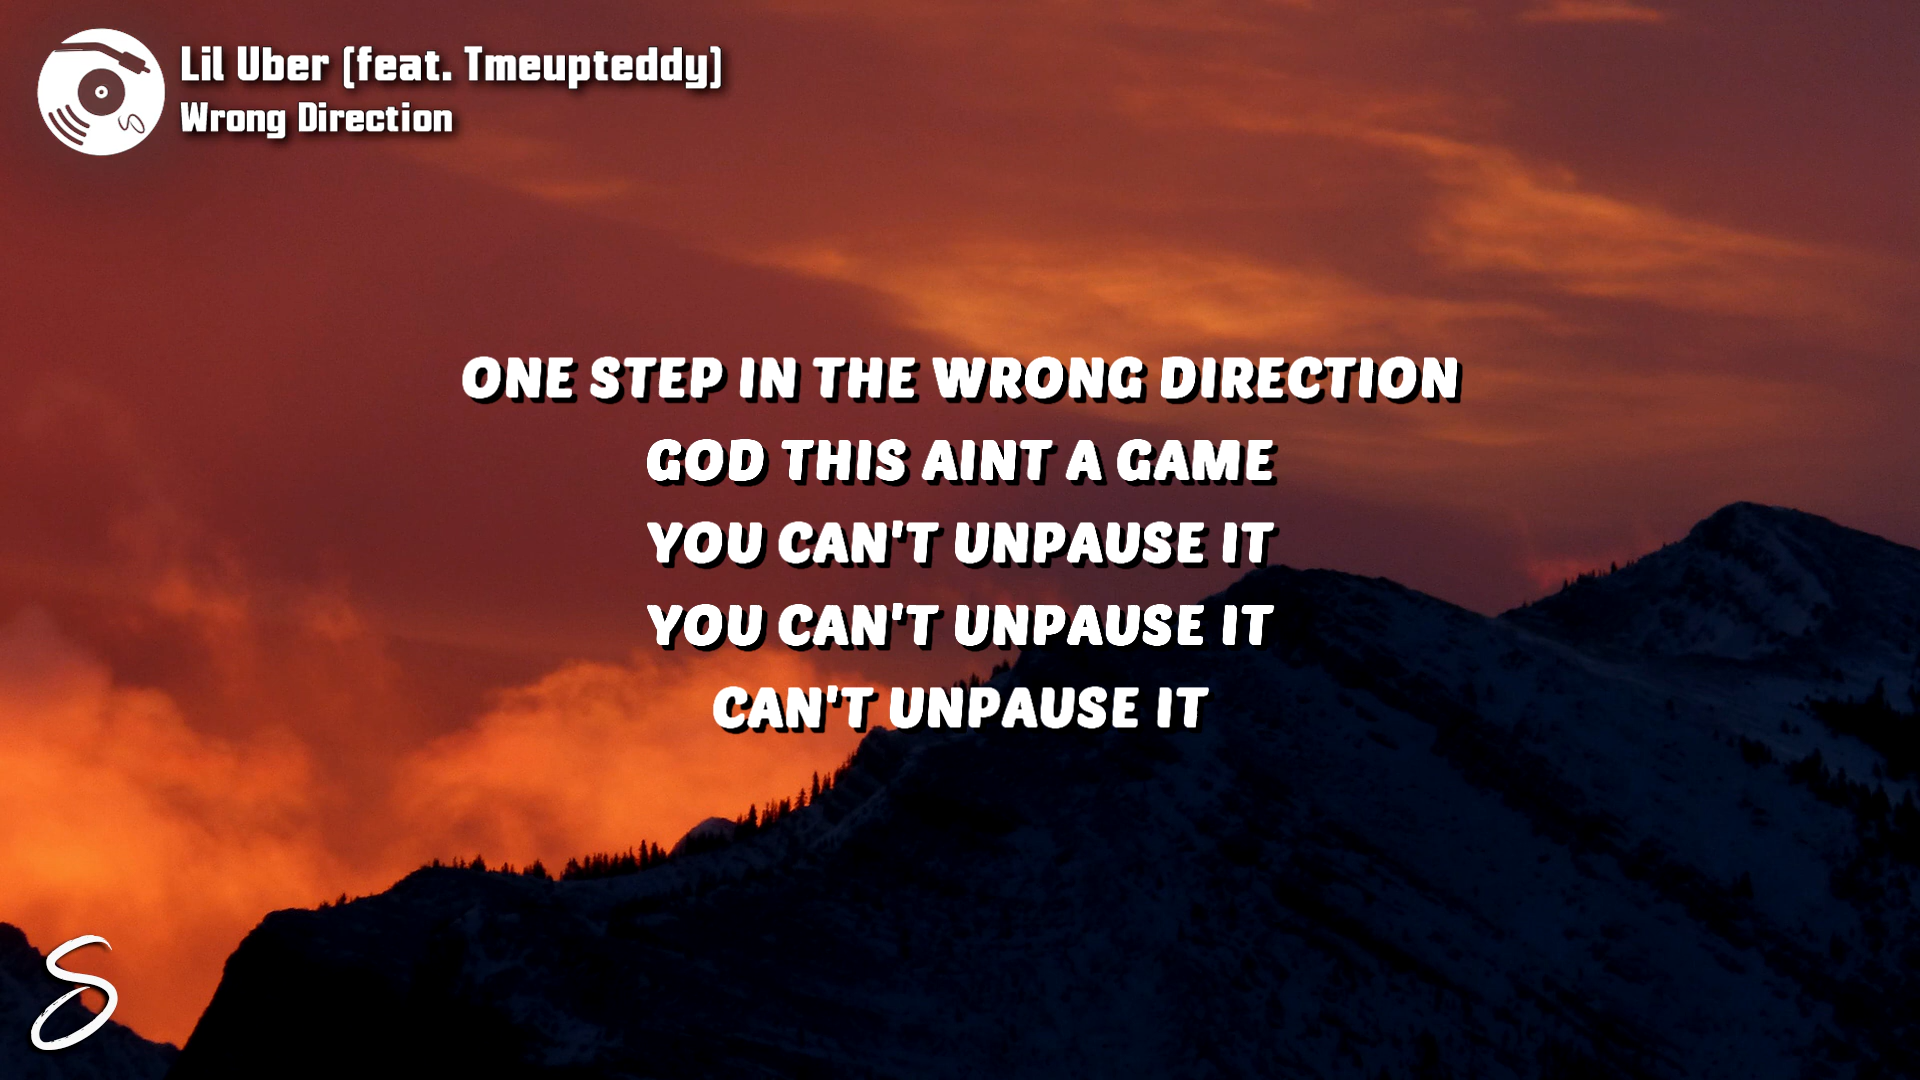 Lil Uber (feat. Tmeupteddy)
Wrong Direction
ONE STEP IN THE WRONG DIRECTION
GOD THIS AINT A GAME
YOU CAN'T UNPAUSE IT
YOU CAN'T UNPAUSE IT
CAN'T UNPAUSE IT
S